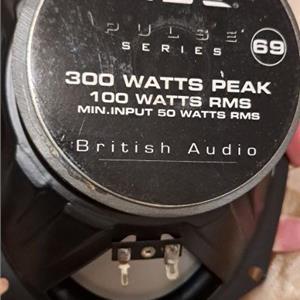 PULSE
SERIES
69
300 WATTS PEAK
100 WATTS RMS
MIN.INPUT 50 WATTS RMS
British Audio